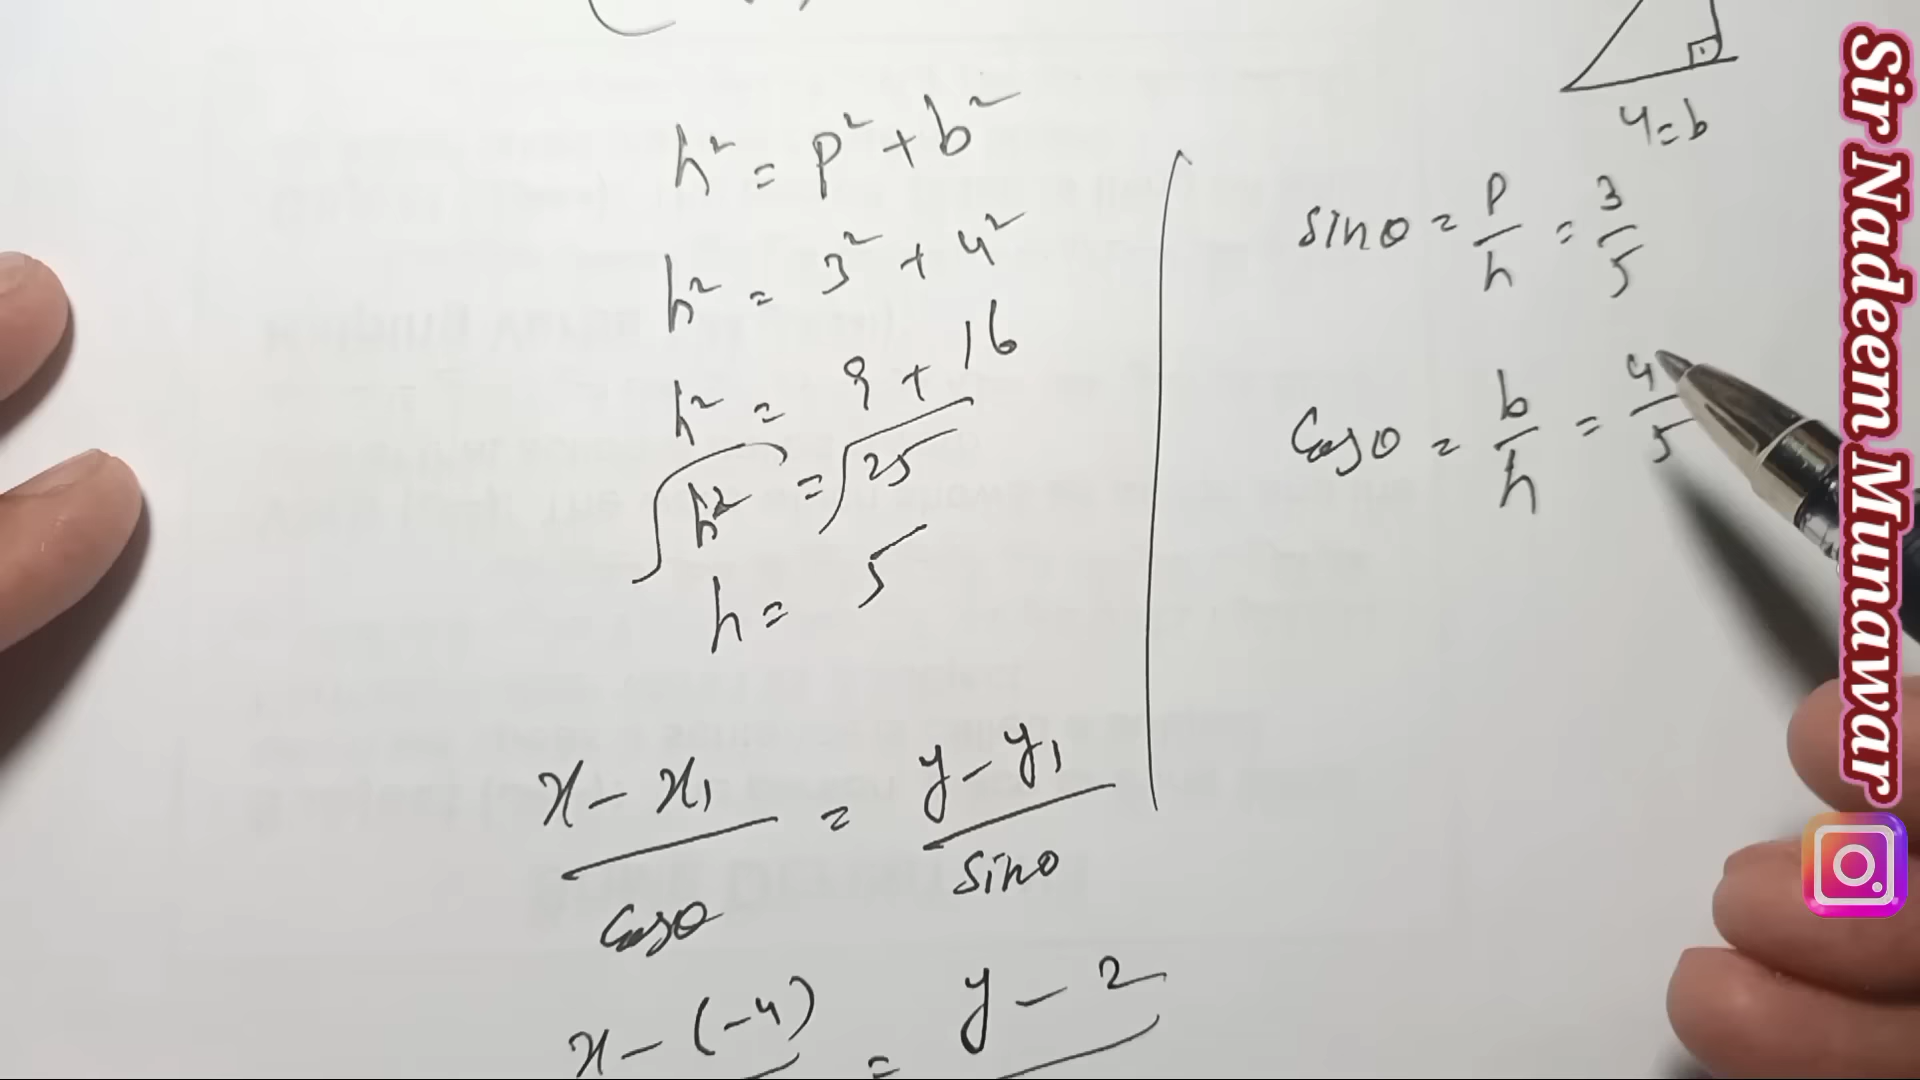 h² = p² + b²
h² = 3² + 4²
h² = 9 + 16
√h² = √25
h = 5
x - x₁ / Cosθ = y - y₁ / sinθ
x - (-4) = y - 2
4 = b
sinθ = p/h = 3/5
Cosθ = b/h = 4/5
Sir Nadeem Munawar